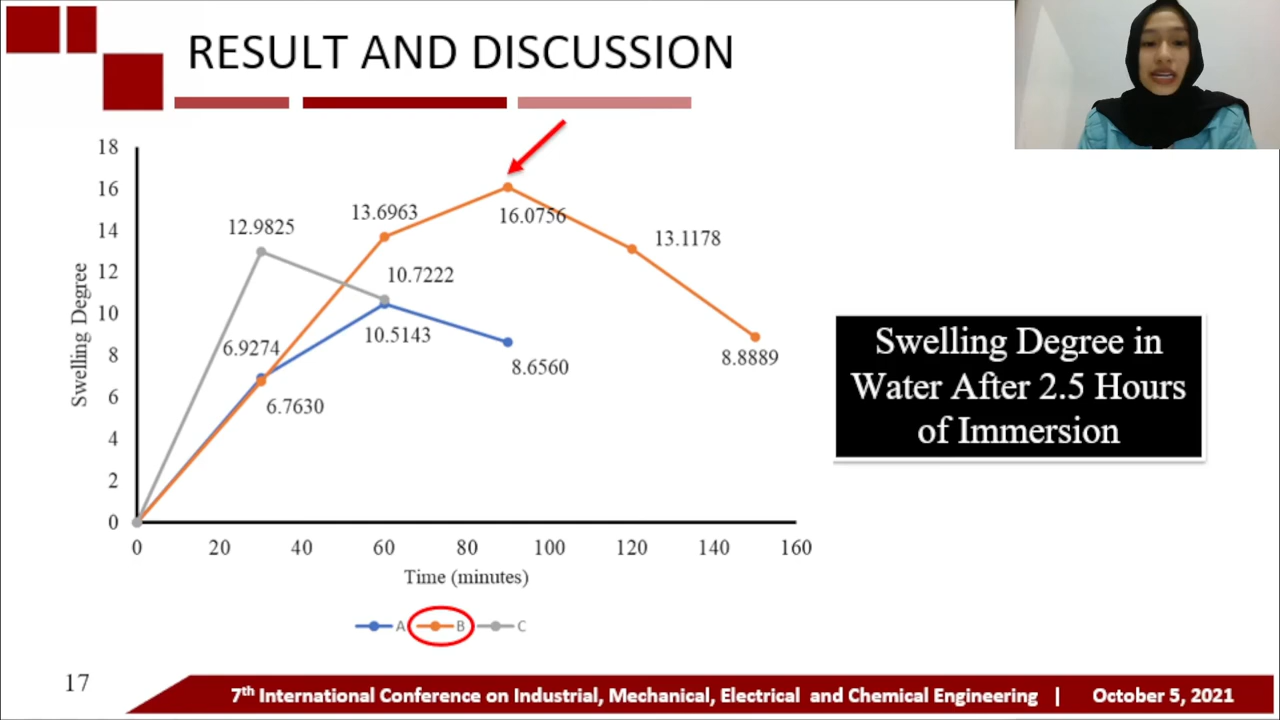 RESULT AND DISCUSSION
18
16
14
12
10
8
6
4
2
0
Swelling Degree
12.9825
13.6963
16.0756
13.1178
10.7222
6.9274
10.5143
8.6560
8.8889
6.7630
0 20 40 60 80 100 120 140 160
Time (minutes)
A B C
Swelling Degree in
Water After 2.5 Hours
of Immersion
17
7th International Conference on Industrial, Mechanical, Electrical and Chemical Engineering | October 5, 2021